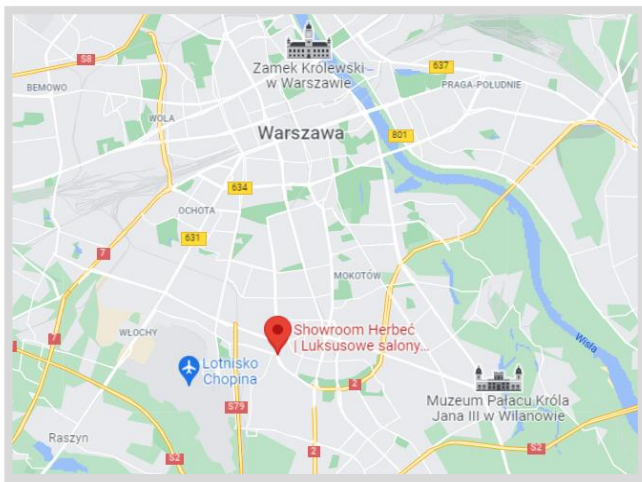 S8
Zamek Królewski
w Warszawie
637
BEMOWO
PRAGA-POŁUDNIE
WOLA
Warszawa
801
634
OCHOTA
631
7
MOKOTÓW
7
WŁOCHY
Showroom Herbeć
| Luksusowe salony...
Wisła
Lotnisko
Chopina
2
S79
Muzeum Pałacu Króla
Jana III w Wilanowie
Raszyn
2
S2
S2